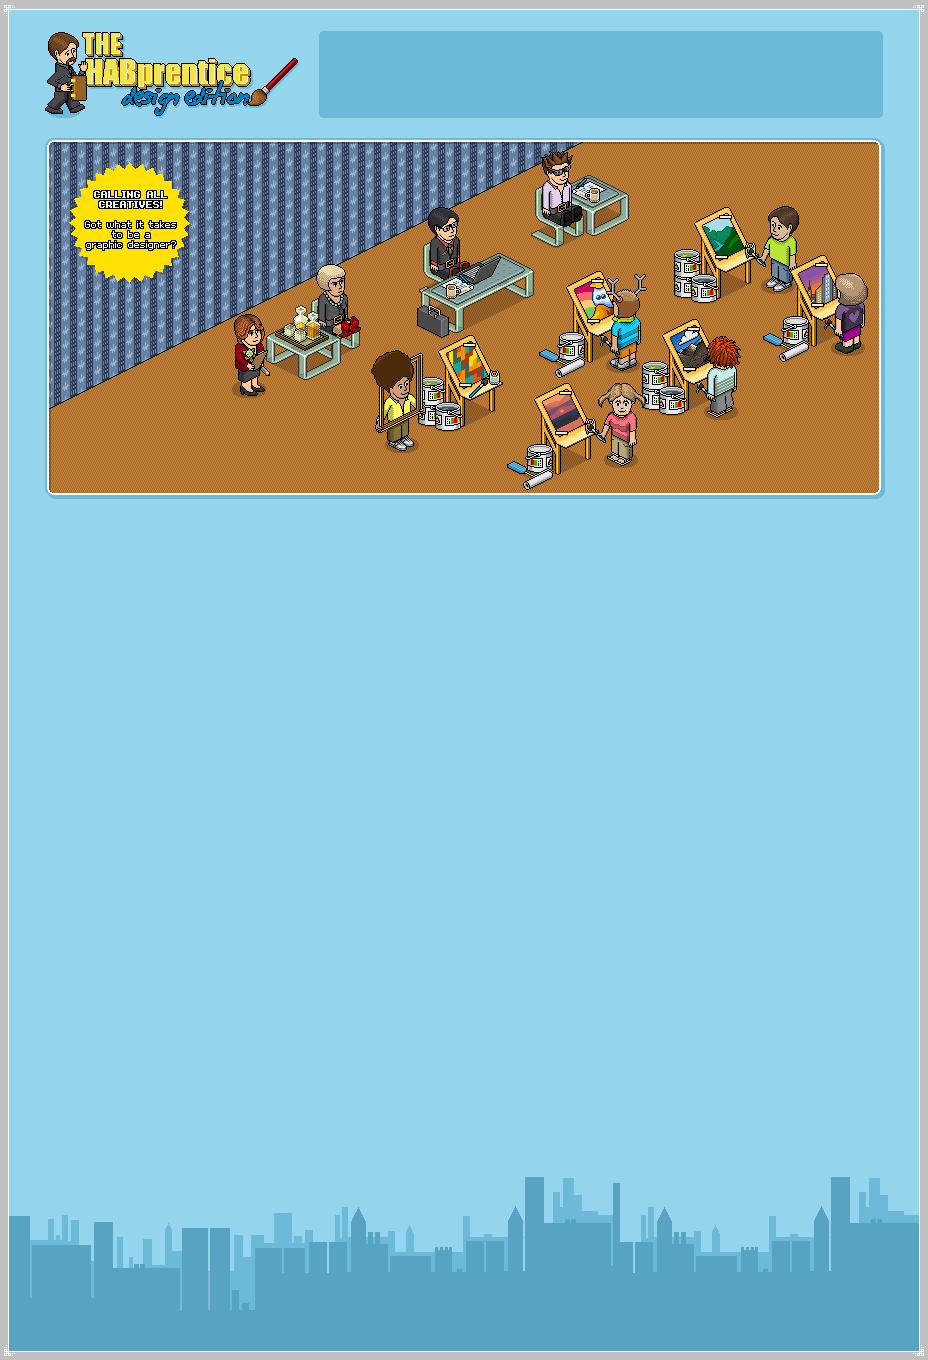 THE
HABprentice
design edition
CALLING ALL
CREATIVES!
Got what it takes
to be a
graphic designer?